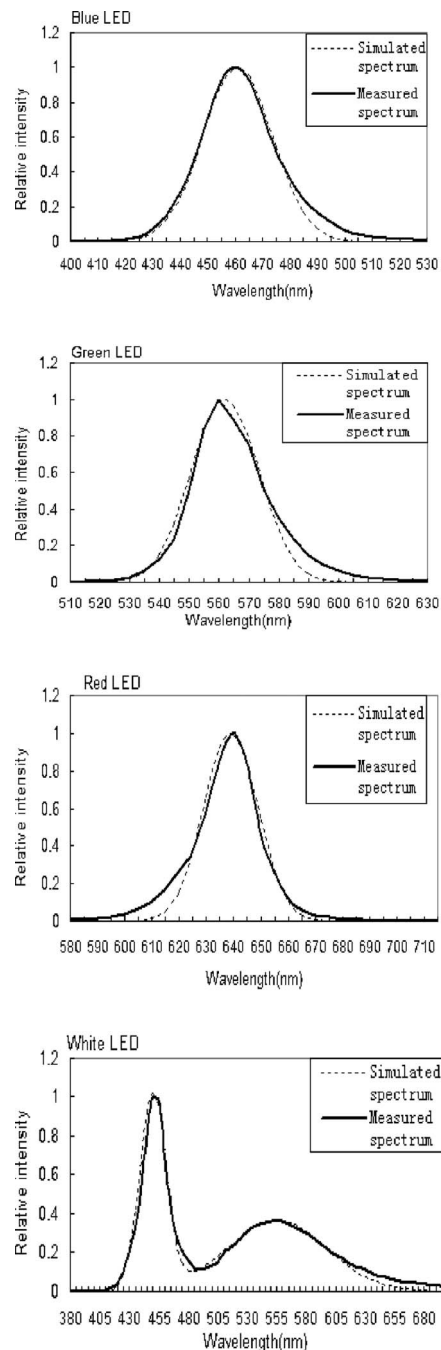 Blue LED
1.2
1
0.8
0.6
0.4
0.2
0
Relative intensity
Simulated
spectrum
Measured
spectrum
400 410 420 430 440 450 460 470 480 490 500 510 520 530
Wavelength(nm)
Green LED
1.2
1
0.8
0.6
0.4
0.2
0
Relative intensity
Simulated
spectrum
Measured
spectrum
510 520 530 540 550 560 570 580 590 600 610 620 630
Wavelength(nm)
Red LED
1.2
1
0.8
0.6
0.4
0.2
0
Relative intensity
Simulated
spectrum
Measured
spectrum
580 590 600 610 620 630 640 650 660 670 680 690 700 710
Wavelength(nm)
White LED
1.2
1
0.8
0.6
0.4
0.2
0
Relative intensity
Simulated
spectrum
Measured
spectrum
380 405 430 455 480 505 530 555 580 605 630 655 680
Wavelength(nm)